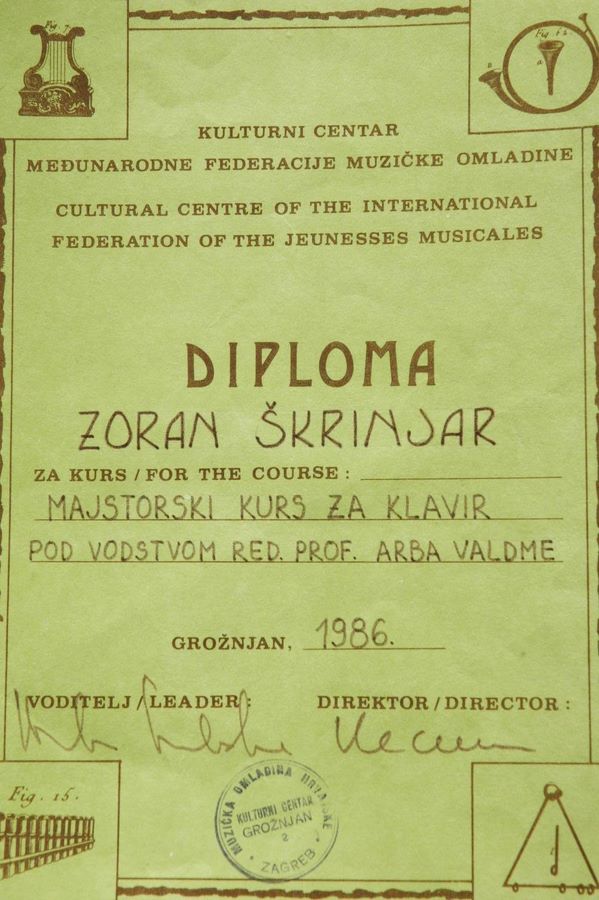 Fig. 7.
Fig. 12.
a
KULTURNI CENTAR
MEĐUNARODNE FEDERACIJE MUZIČKE OMLADINE
CULTURAL CENTRE OF THE INTERNATIONAL
FEDERATION OF THE JEUNESSES MUSICALES
DIPLOMA
ZORAN ŠKRINJAR
ZA KURS / FOR THE COURSE :
MAJSTORSKI KURS ZA KLAVIR
POD VODSTVOM RED. PROF. ARBA VALDME
GROŽNJAN, 1986.
VODITELJ / LEADER : DIREKTOR / DIRECTOR :
Fig. 15.
MUZIČKA OMLADINA HRVATSKE
KULTURNI CENTAR
GROŽNJAN
2
ZAGREB